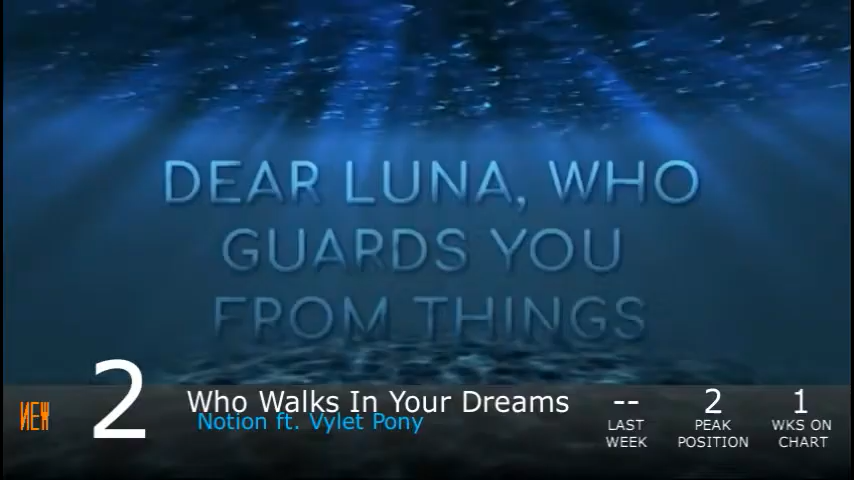 DEAR LUNA, WHO
GUARDS YOU
FROM THINGS
NEW
2
Who Walks In Your Dreams
Notion ft. Vylet Pony
--
LAST
WEEK
2
PEAK
POSITION
1
WKS ON
CHART